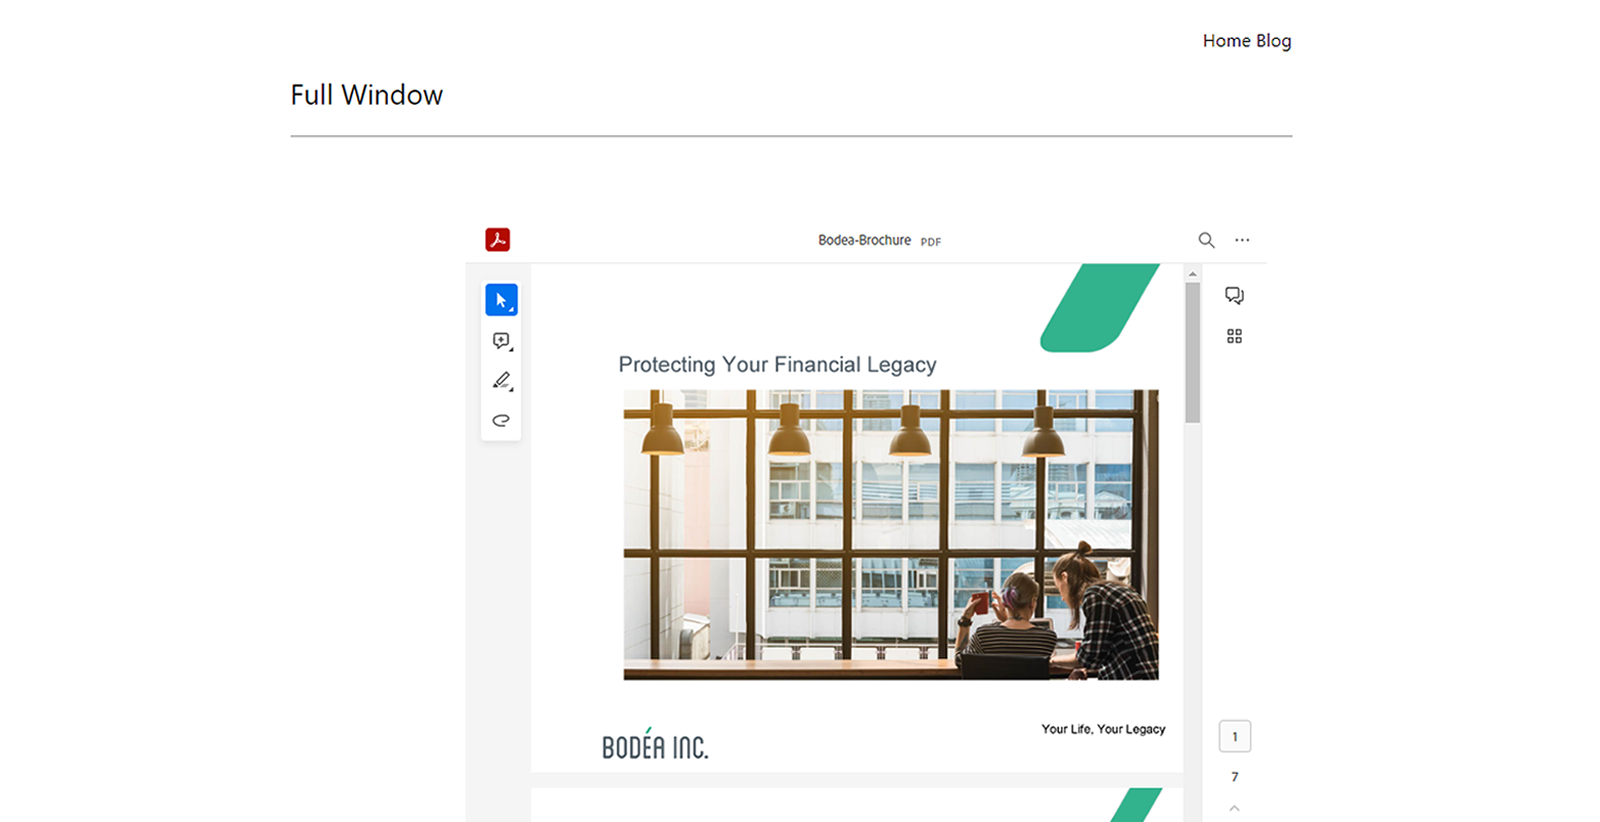 Home Blog
Full Window
Bodea-Brochure PDF
Protecting Your Financial Legacy
Your Life, Your Legacy
BODÉA INC.
1
7